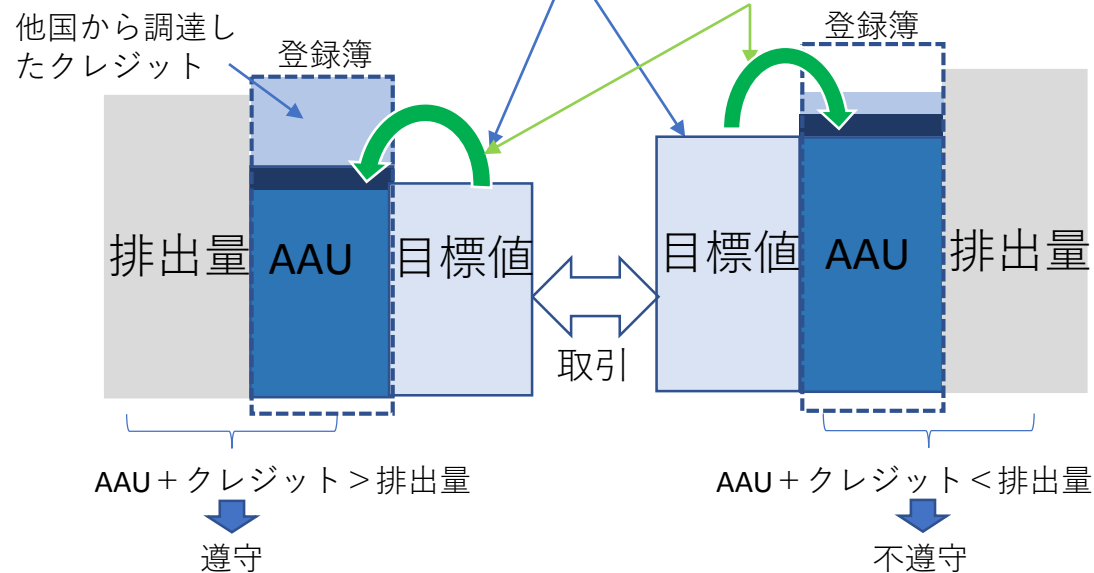 他国から調達し
たクレジット
登録簿
登録簿
排出量
AAU
目標値
目標値
AAU
排出量
取引
AAU+クレジット>排出量
AAU+クレジット<排出量
遵守
不遵守